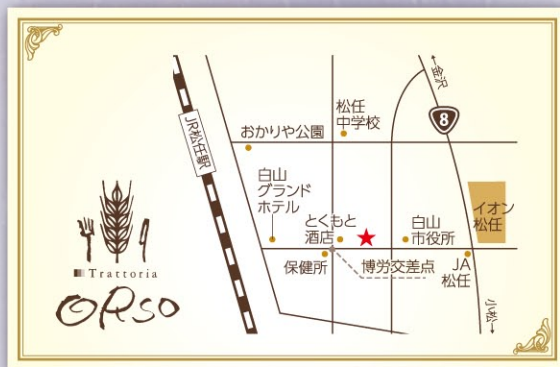 ←金沢
8
松任
中学校
JR松任駅
おかりや公園
白山
グランド
ホテル
とくもと
酒店
白山
市役所
イオン
松任
保健所
博労交差点
JA
松任
小松→
Trattoria
ORSO